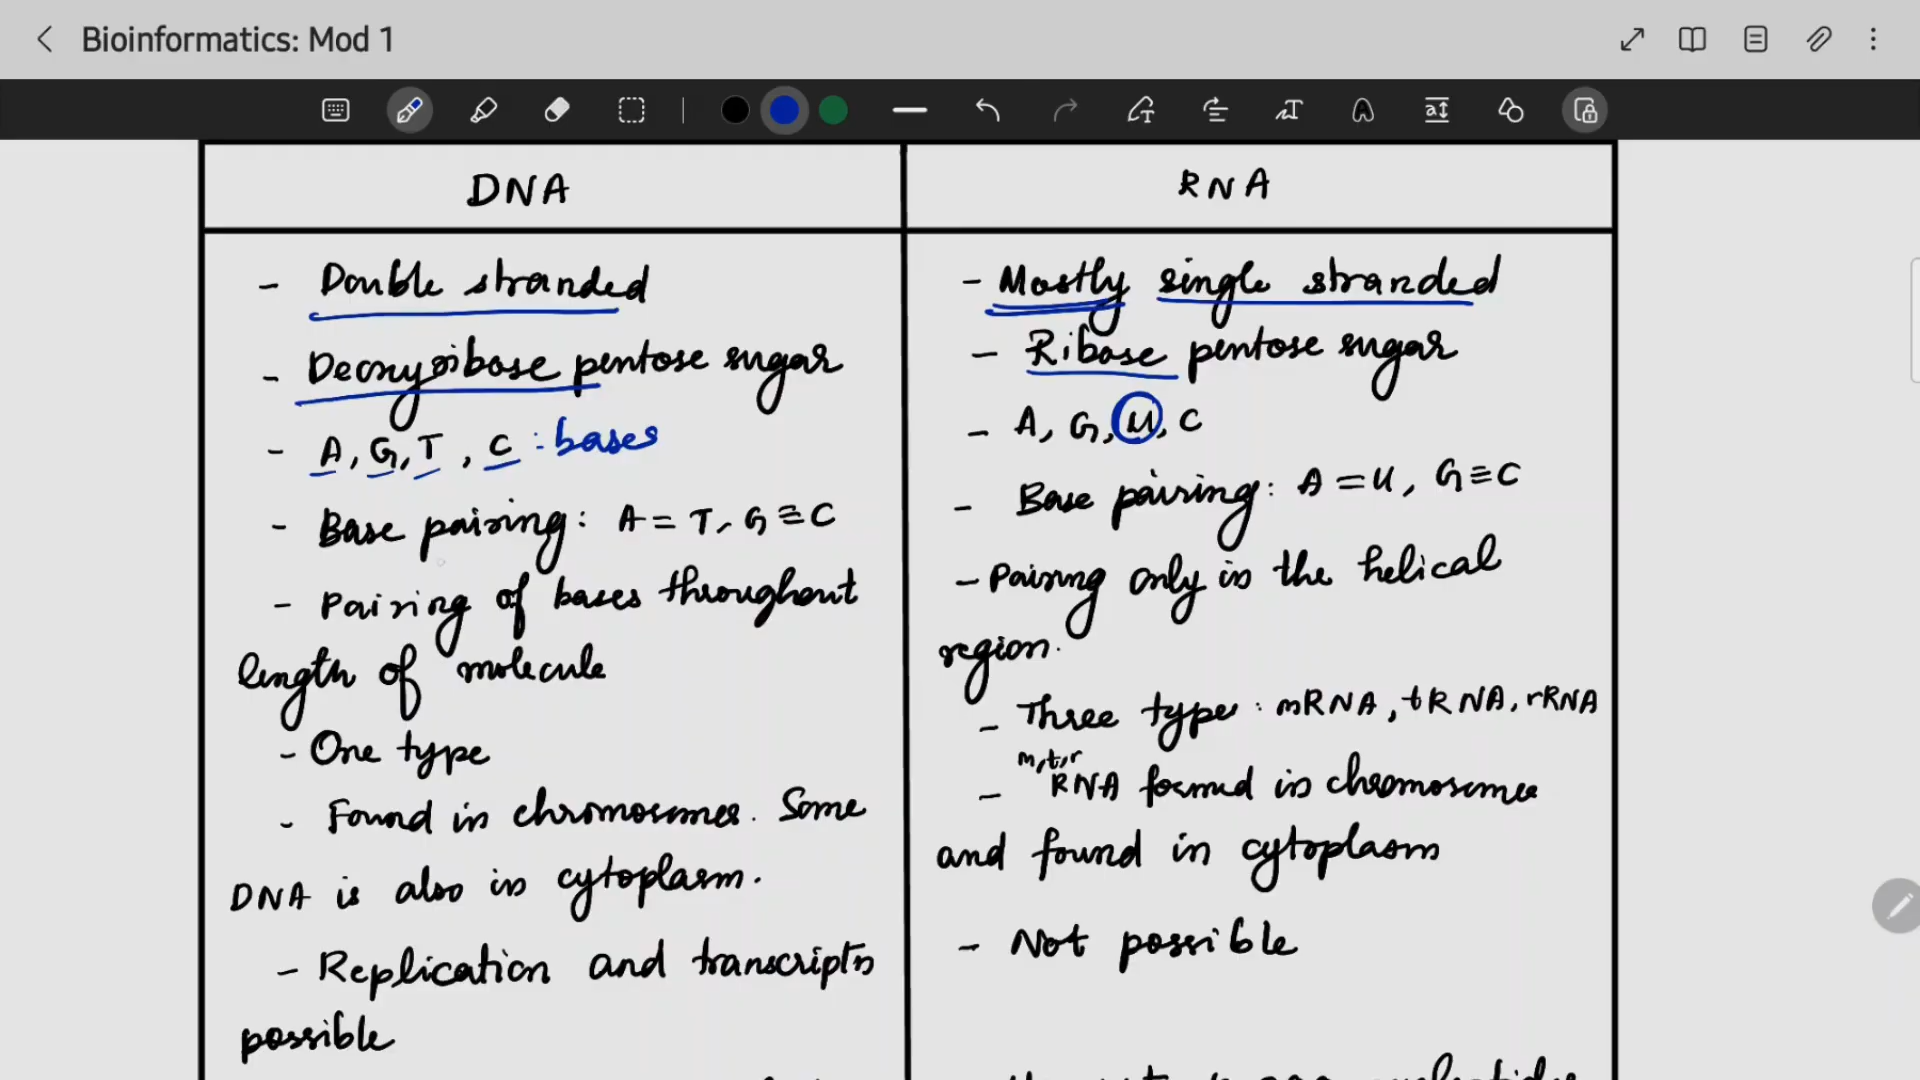 Bioinformatics: Mod 1
DNA
- Double stranded
- Deoxyribose pentose sugar
- A, G, T, C : bases
- Base pairing: A = T, G ≡ C
- Pairing of bases throughout
length of molecule
- One type
- Found in chromosomes. Some
DNA is also in cytoplasm.
- Replication and transcriptn
possible
RNA
- Mostly single stranded
- Ribose pentose sugar
- A, G, U, C
- Base pairing: A = U, G ≡ C
- Pairing only in the helical
region.
- Three type: mRNA, tRNA, rRNA
m,t,r
- RNA formed in chromosomes
and found in cytoplasm
- Not possible